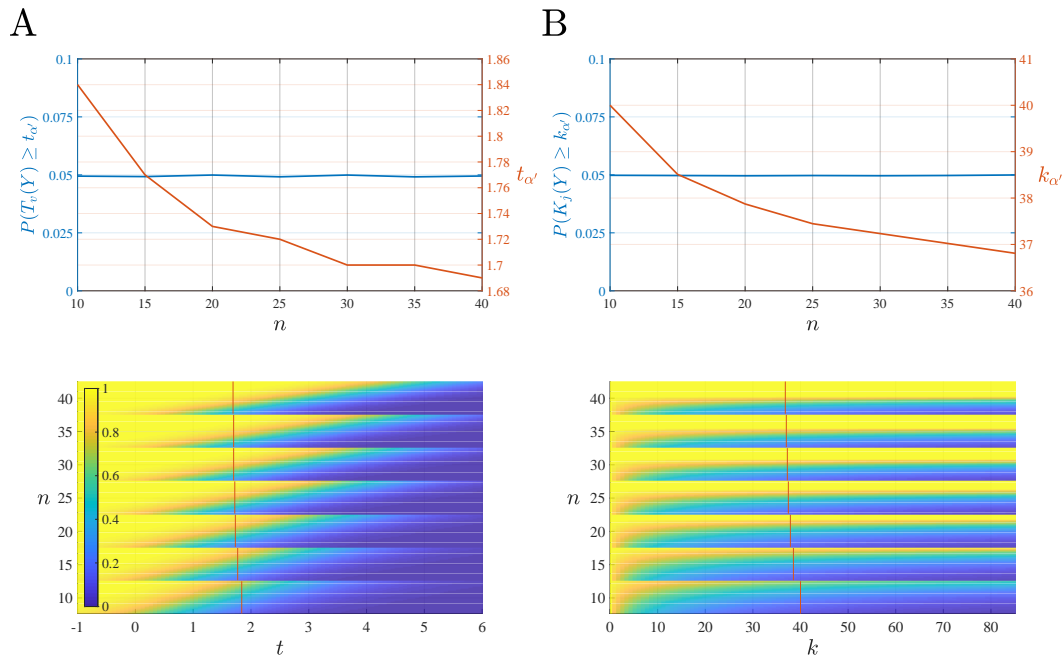 A
B
0.1
0.075
0.05
0.025
0
P(T_v(Y) ≥ t_α′)
1.86
1.84
1.82
1.8
1.78
1.76
1.74
1.72
1.7
1.68
t_α′
10 15 20 25 30 35 40
n
0.1
0.075
0.05
0.025
0
P(K_j(Y) ≥ k_α′)
41
40
39
38
37
36
k_α′
10 15 20 25 30 35 40
n
40
35
30
25
20
15
10
n
1
0.8
0.6
0.4
0.2
0
-1 0 1 2 3 4 5 6
t
40
35
30
25
20
15
10
n
0 10 20 30 40 50 60 70 80
k